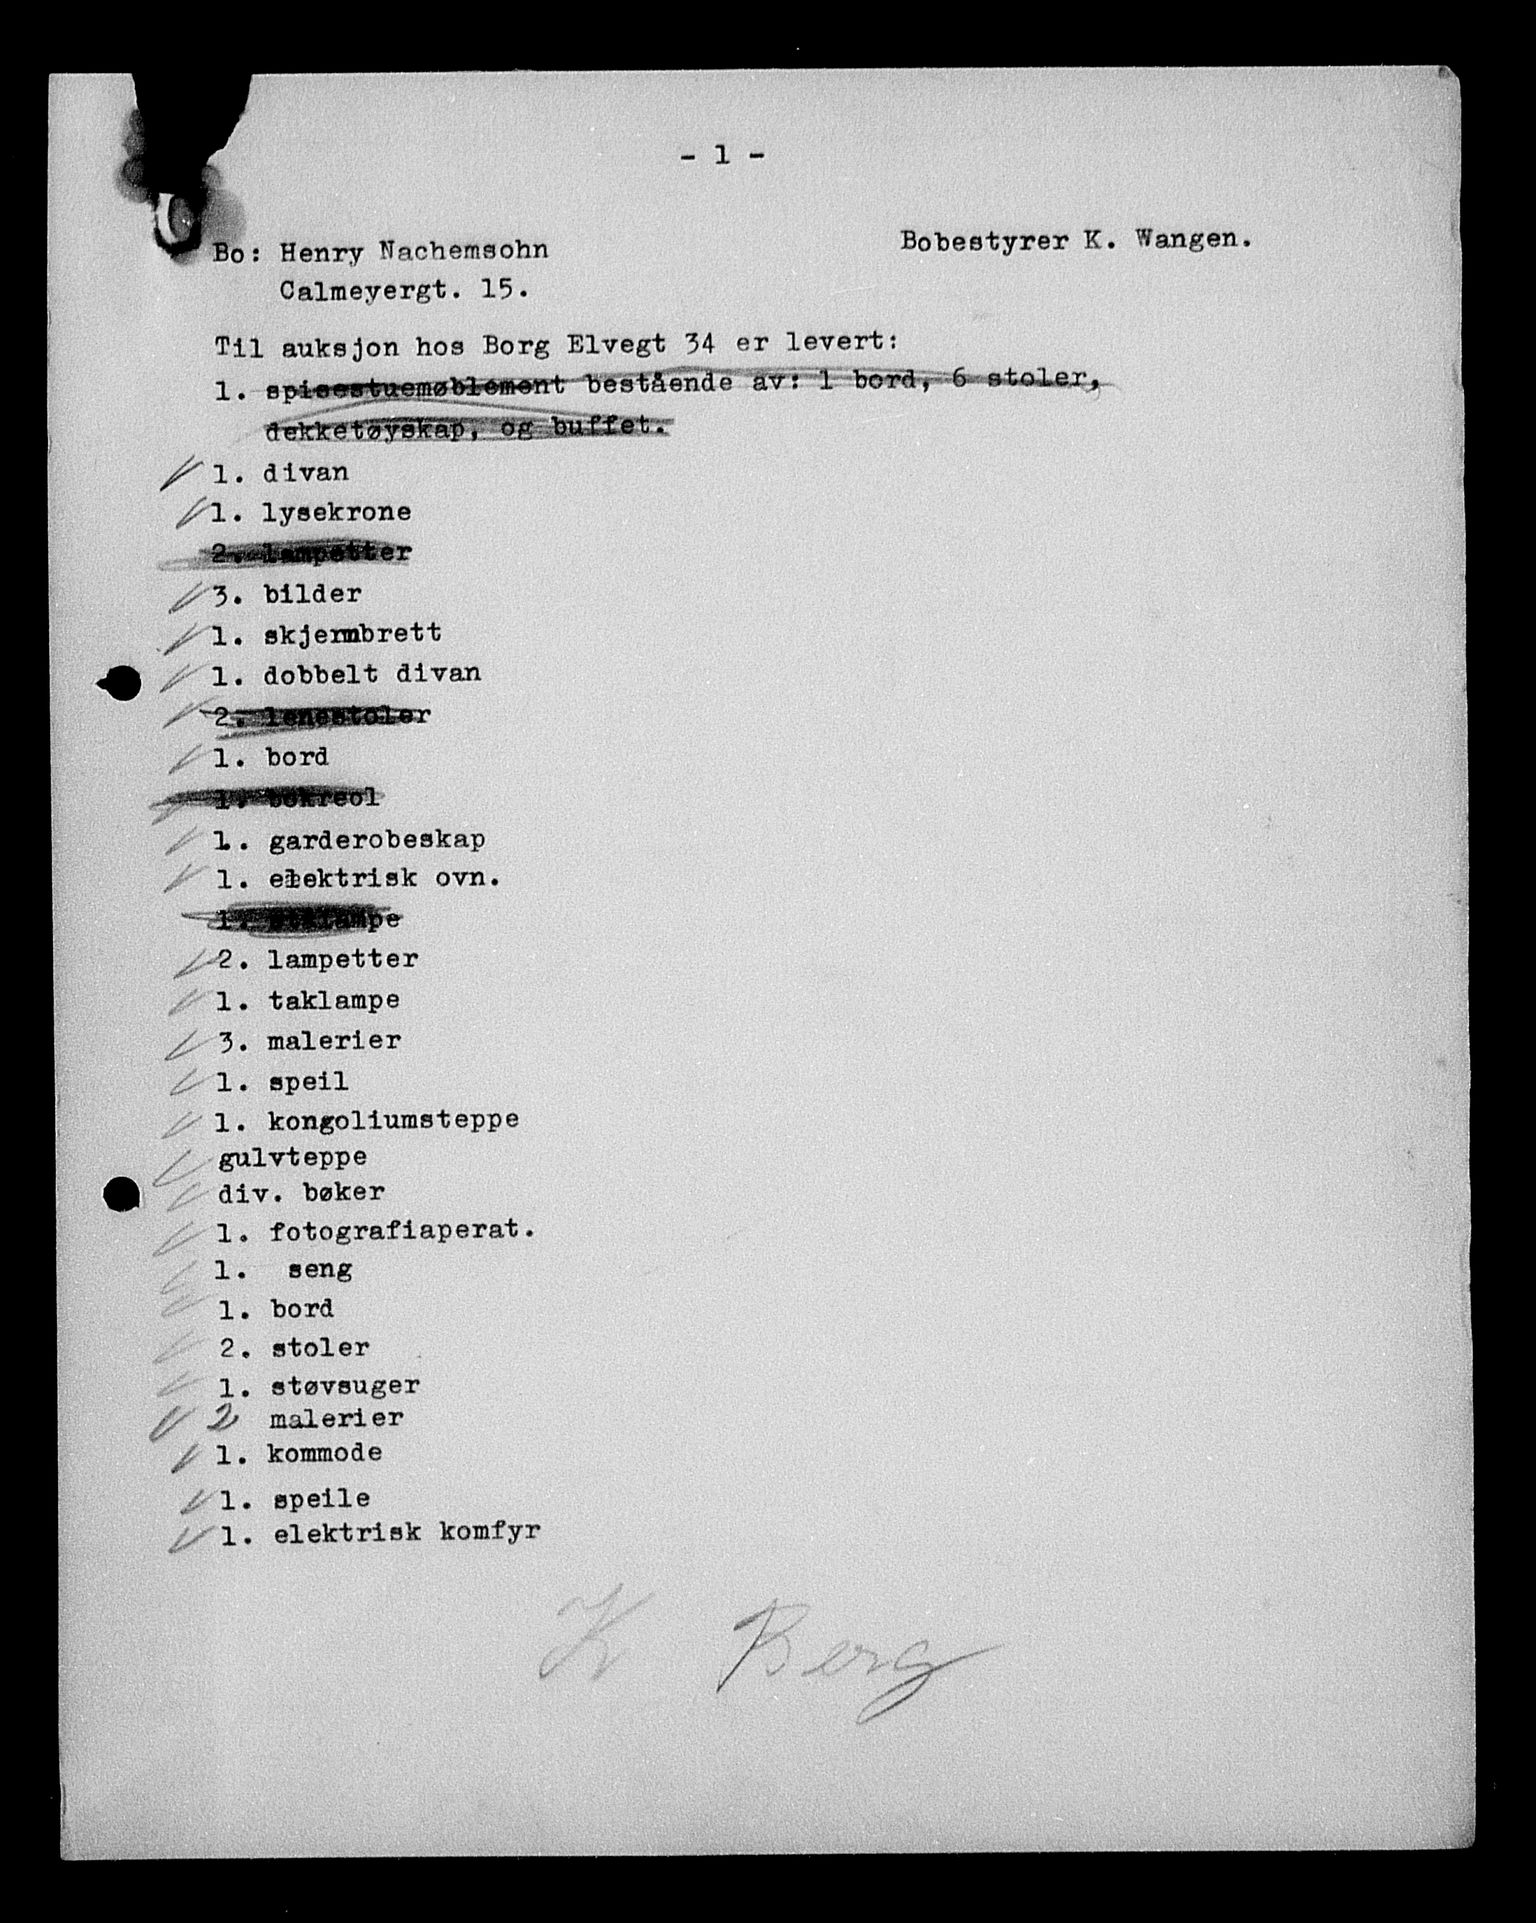 - 1 -
Bo: Henry Nachemsohn
Bobestyrer K. Wangen.
Calmeyergt. 15.
Til auksjon hos Borg Elvegt 34 er levert:
1. spisestuemøblement bestående av: 1 bord, 6 stoler,
dekketøyskap, og buffet.
1. divan
1. lysekrone
2. lampetter
3. bilder
1. skjermbrett
1. dobbelt divan
2. lenestoler
1. bord
1. bokreol
1. garderobeskap
1. elektrisk ovn.
1.
2. lampetter
1. taklampe
3. malerier
1. speil
1. kongoliumsteppe
gulvteppe
div. bøker
1. fotografiaperat.
1. seng
1. bord
2. stoler
1. støvsuger
2 malerier
1. kommode
1. speile
1. elektrisk komfyr
K Berg